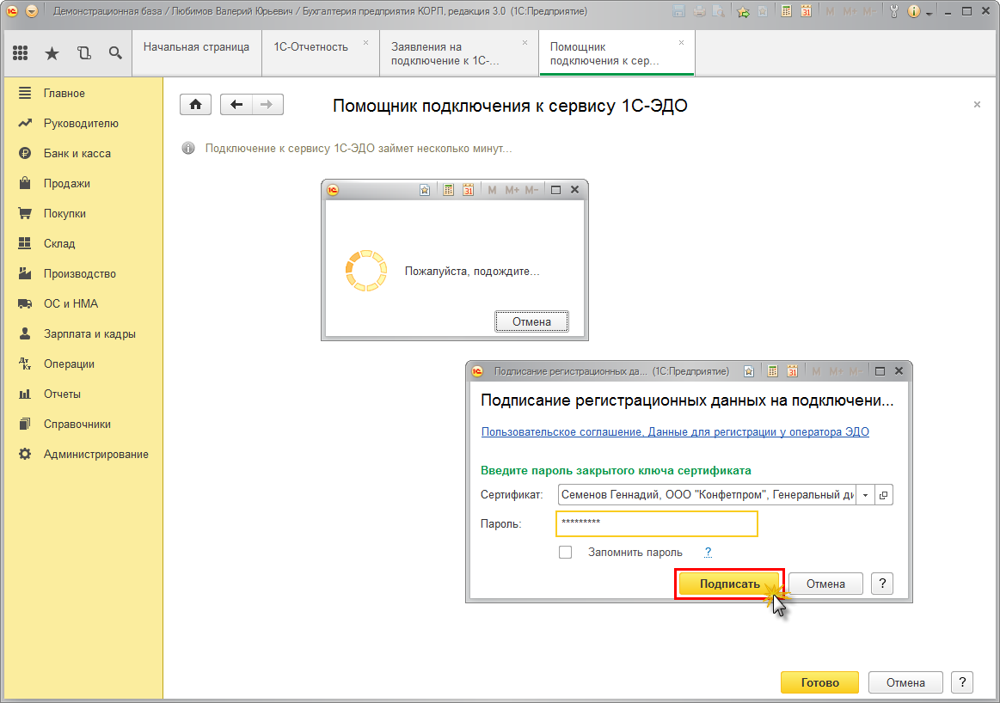 Демонстрационная база / Любимов Валерий Юрьевич / Бухгалтерия предприятия КОРП, редакция 3.0 (1С:Предприятие)
M M+ M-
Начальная страница
1С-Отчетность
Заявления на
подключение к 1С-...
Помощник
подключения к сер...
Главное
Руководителю
Банк и касса
Продажи
Покупки
Склад
Производство
ОС и НМА
Зарплата и кадры
Операции
Отчеты
Справочники
Администрирование
Помощник подключения к сервису 1С-ЭДО
Подключение к сервису 1С-ЭДО займет несколько минут...
31 M M+ M-
Пожалуйста, подождите...
Отмена
Подписание регистрационных да... (1С:Предприятие)
31 M M+ M-
Подписание регистрационных данных на подключени...
Пользовательское соглашение, Данные для регистрации у оператора ЭДО
Введите пароль закрытого ключа сертификата
Сертификат: Семенов Геннадий, ООО "Конфетпром", Генеральный ди
Пароль: *********
Запомнить пароль ?
Подписать Отмена ?
Готово Отмена ?